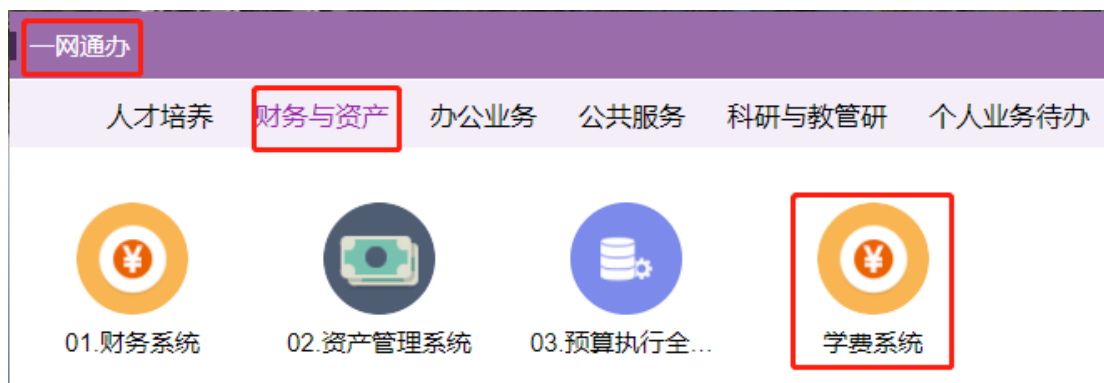 一网通办
人才培养 财务与资产 办公业务 公共服务 科研与教管研 个人业务待办
01.财务系统 02.资产管理系统 03.预算执行全... 学费系统